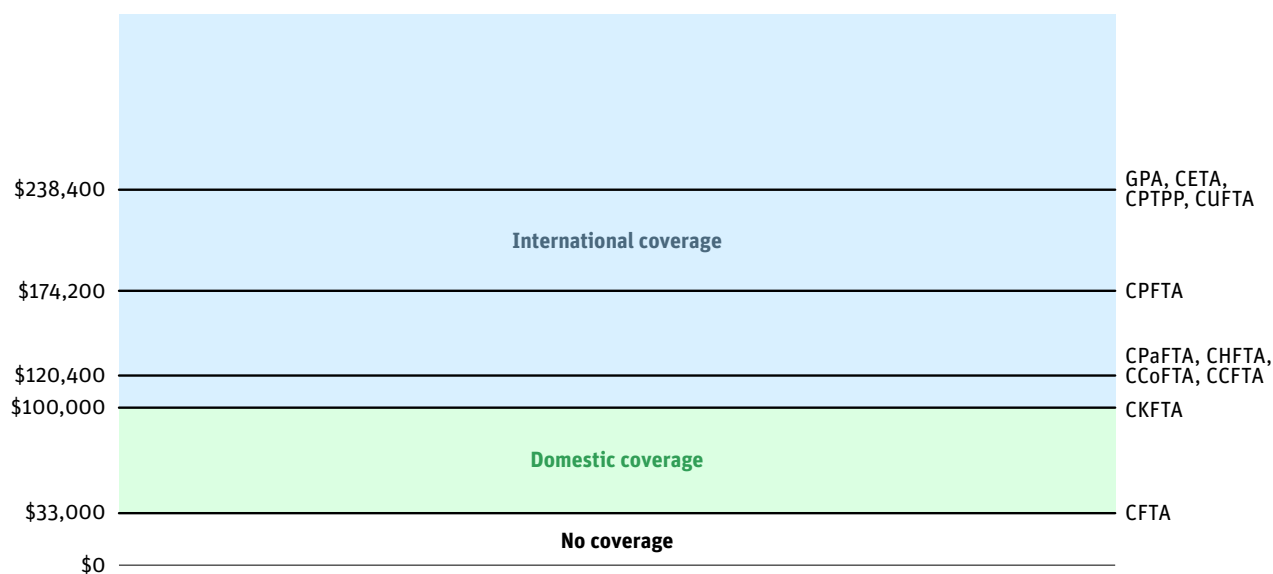 $238,400
GPA, CETA,
CPTPP, CUFTA
International coverage
$174,200
CPFTA
$120,400
CPaFTA, CHFTA,
CCoFTA, CCFTA
$100,000
CKFTA
Domestic coverage
$33,000
CFTA
No coverage
$0